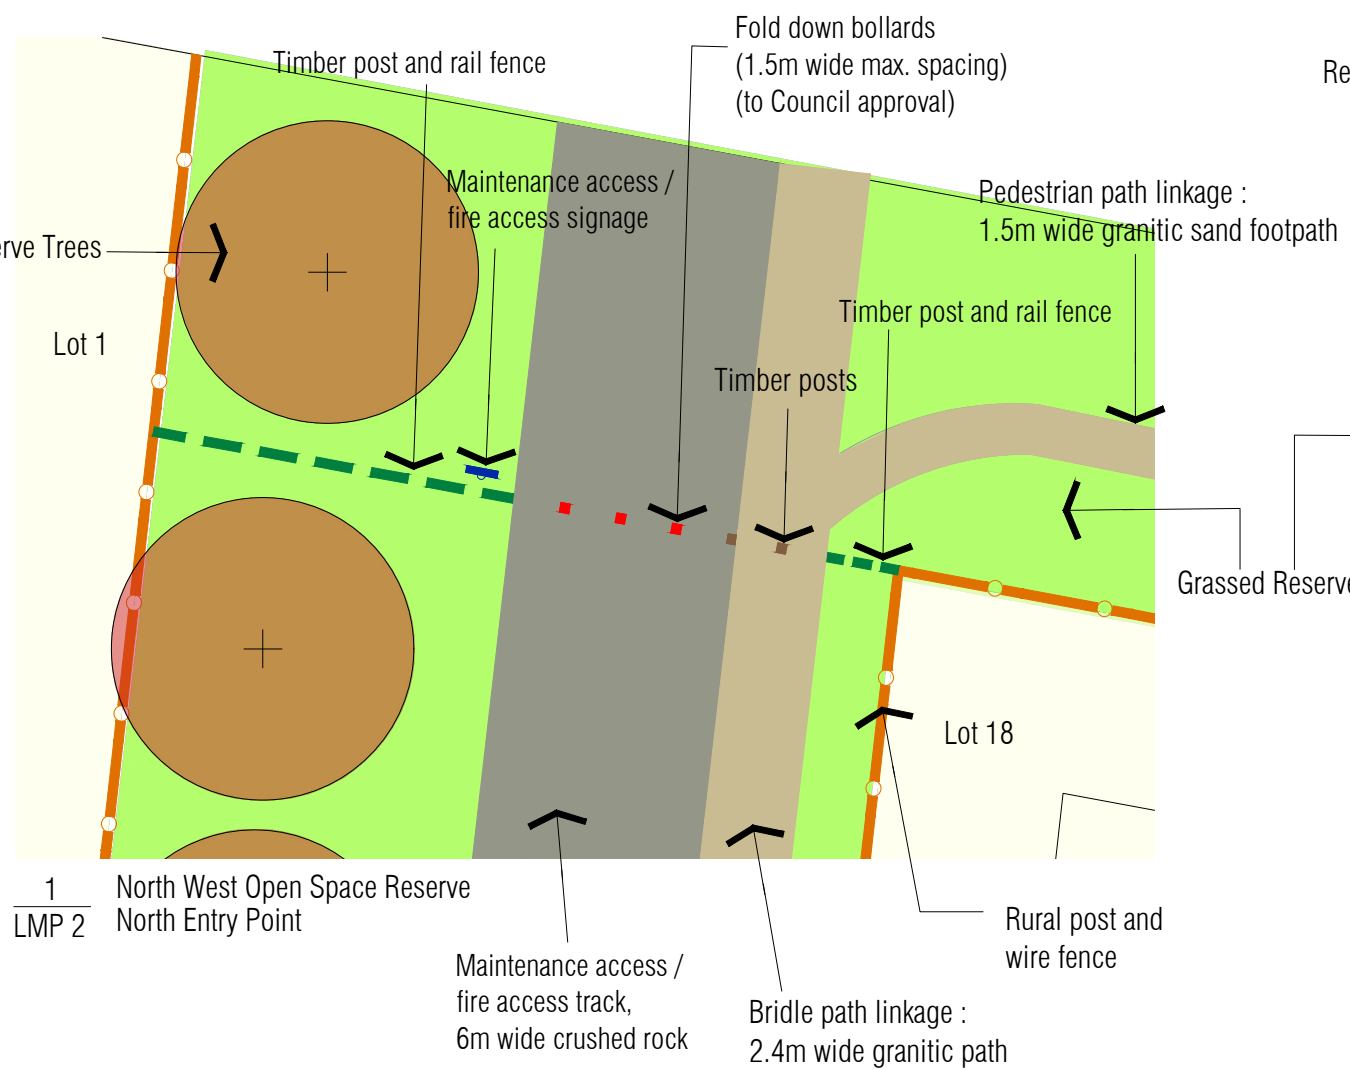 Fold down bollards
(1.5m wide max. spacing)
(to Council approval)
Timber post and rail fence
Re
Maintenance access /
fire access signage
Pedestrian path linkage :
1.5m wide granitic sand footpath
erve Trees
Timber post and rail fence
Lot 1
Timber posts
Grassed Reserve
Lot 18
1
LMP 2
North West Open Space Reserve
North Entry Point
Rural post and
wire fence
Maintenance access /
fire access track,
6m wide crushed rock
Bridle path linkage :
2.4m wide granitic path